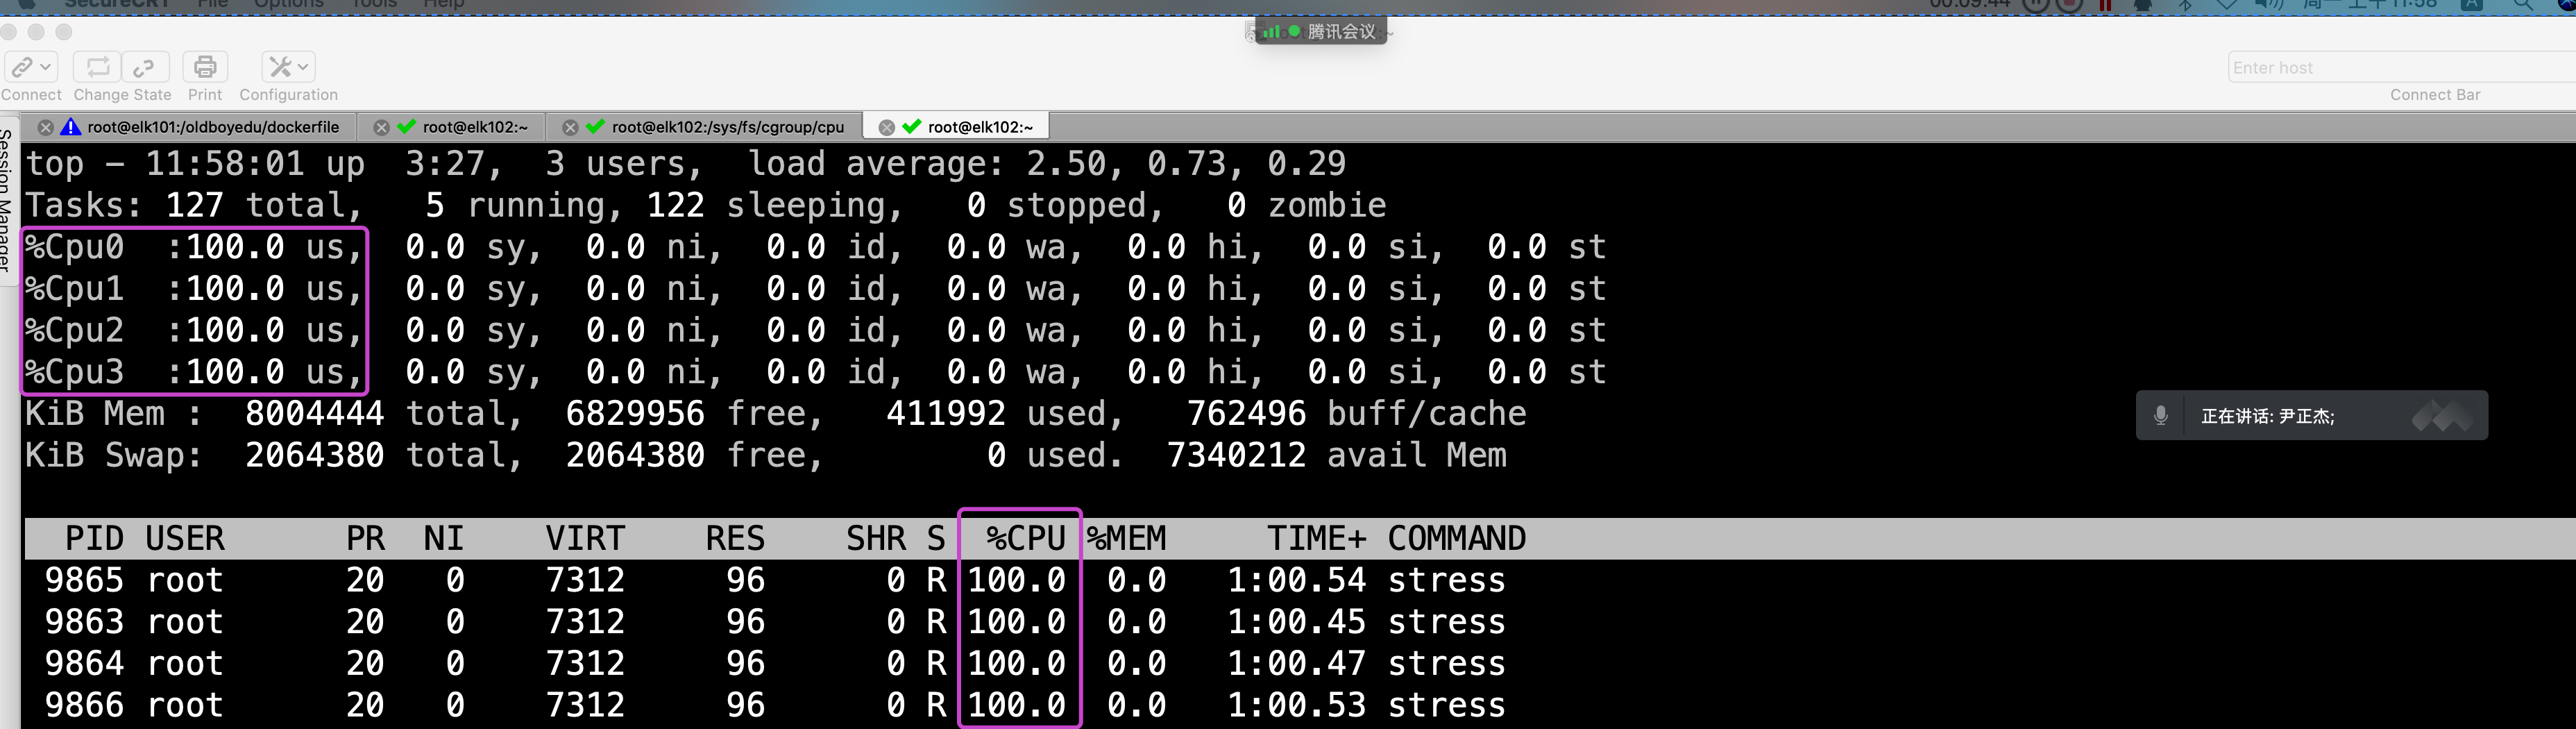 SecureCRT File Options Tools Help 00:09:44 周一 上午11:58
腾讯会议
Enter host
Connect Change State Print Configuration Connect Bar
Session Manager
root@elk101:/oldboyedu/dockerfile root@elk102:~ root@elk102:/sys/fs/cgroup/cpu root@elk102:~
top - 11:58:01 up 3:27, 3 users, load average: 2.50, 0.73, 0.29
Tasks: 127 total, 5 running, 122 sleeping, 0 stopped, 0 zombie
%Cpu0 :100.0 us, 0.0 sy, 0.0 ni, 0.0 id, 0.0 wa, 0.0 hi, 0.0 si, 0.0 st
%Cpu1 :100.0 us, 0.0 sy, 0.0 ni, 0.0 id, 0.0 wa, 0.0 hi, 0.0 si, 0.0 st
%Cpu2 :100.0 us, 0.0 sy, 0.0 ni, 0.0 id, 0.0 wa, 0.0 hi, 0.0 si, 0.0 st
%Cpu3 :100.0 us, 0.0 sy, 0.0 ni, 0.0 id, 0.0 wa, 0.0 hi, 0.0 si, 0.0 st
KiB Mem : 8004444 total, 6829956 free, 411992 used, 762496 buff/cache
正在讲话: 尹正杰;
KiB Swap: 2064380 total, 2064380 free, 0 used. 7340212 avail Mem
PID USER PR NI VIRT RES SHR S %CPU %MEM TIME+ COMMAND
9865 root 20 0 7312 96 0 R 100.0 0.0 1:00.54 stress
9863 root 20 0 7312 96 0 R 100.0 0.0 1:00.45 stress
9864 root 20 0 7312 96 0 R 100.0 0.0 1:00.47 stress
9866 root 20 0 7312 96 0 R 100.0 0.0 1:00.53 stress